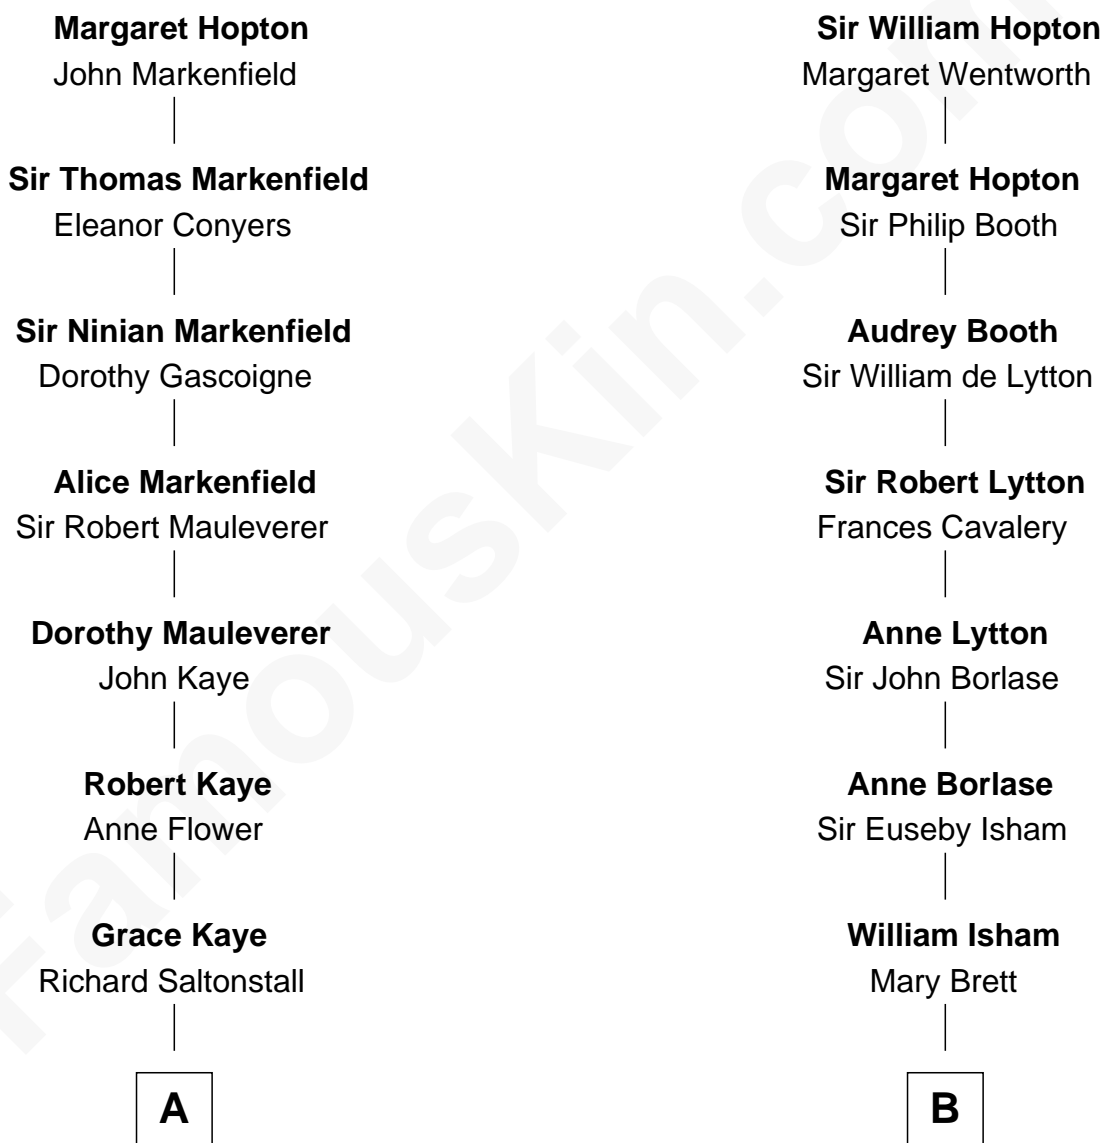 Margaret Hopton
John Markenfield
Sir Thomas Markenfield
Eleanor Conyers
Sir Ninian Markenfield
Dorothy Gascoigne
Alice Markenfield
Sir Robert Mauleverer
Dorothy Mauleverer
John Kaye
Robert Kaye
Anne Flower
Grace Kaye
Richard Saltonstall
A
Sir William Hopton
Margaret Wentworth
Margaret Hopton
Sir Philip Booth
Audrey Booth
Sir William de Lytton
Sir Robert Lytton
Frances Cavalery
Anne Lytton
Sir John Borlase
Anne Borlase
Sir Euseby Isham
William Isham
Mary Brett
B
FamousKin.com